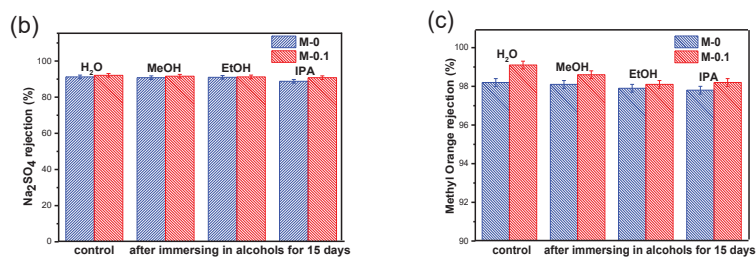 (b)
M-0
M-0.1
H₂O
MeOH
EtOH
IPA
Na₂SO₄ rejection (%)
100
80
60
40
20
0
control
after immersing in alcohols for 15 days
(c)
M-0
M-0.1
H₂O
MeOH
EtOH
IPA
Methyl Orange rejection (%)
100
98
96
94
92
90
control
after immersing in alcohols for 15 days